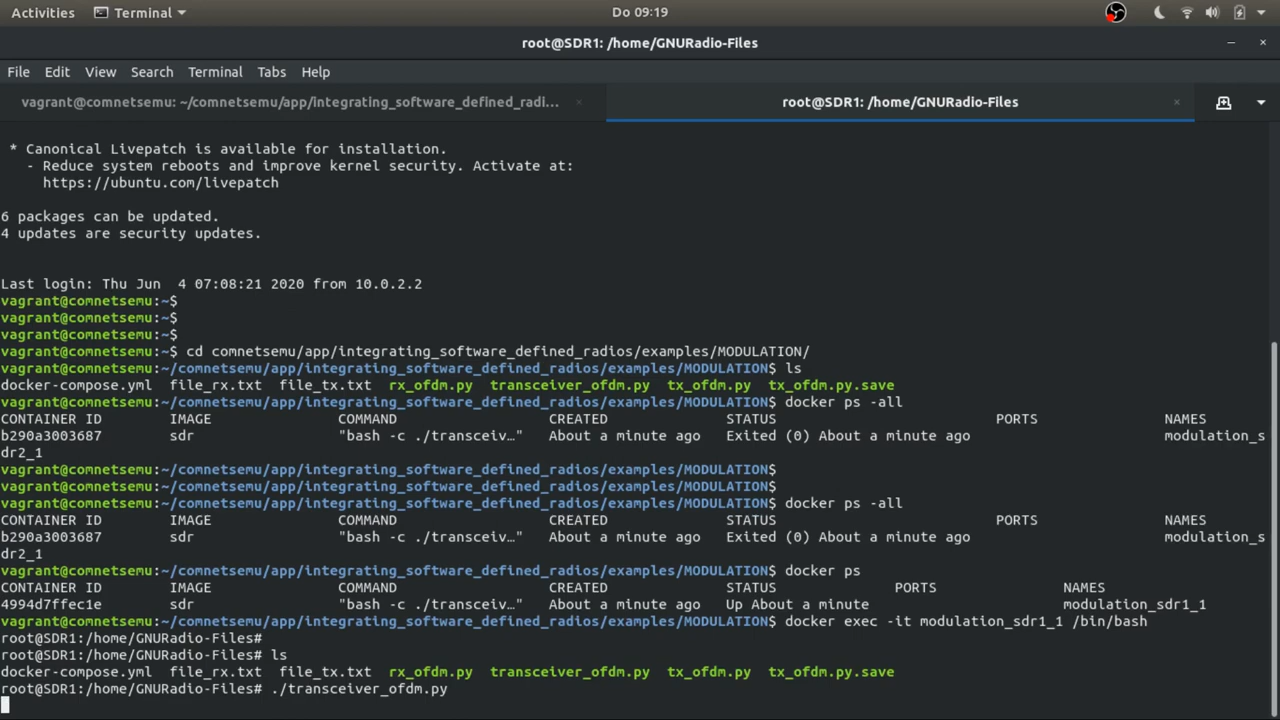 Activities Terminal Do 09:19
root@SDR1: /home/GNURadio-Files
File Edit View Search Terminal Tabs Help
vagrant@comnetsemu: ~/comnetsemu/app/integrating_software_defined_radi... root@SDR1: /home/GNURadio-Files
* Canonical Livepatch is available for installation.
- Reduce system reboots and improve kernel security. Activate at:
https://ubuntu.com/livepatch
6 packages can be updated.
4 updates are security updates.
Last login: Thu Jun  4 07:08:21 2020 from 10.0.2.2
vagrant@comnetsemu:~$
vagrant@comnetsemu:~$
vagrant@comnetsemu:~$
vagrant@comnetsemu:~$ cd comnetsemu/app/integrating_software_defined_radios/examples/MODULATION/
vagrant@comnetsemu:~/comnetsemu/app/integrating_software_defined_radios/examples/MODULATION$ ls
docker-compose.yml  file_rx.txt  file_tx.txt  rx_ofdm.py  transceiver_ofdm.py  tx_ofdm.py  tx_ofdm.py.save
vagrant@comnetsemu:~/comnetsemu/app/integrating_software_defined_radios/examples/MODULATION$ docker ps -all
CONTAINER ID        IMAGE               COMMAND                  CREATED              STATUS                          PORTS               NAMES
b290a3003687        sdr                 "bash -c ./transceiv…"   About a minute ago   Exited (0) About a minute ago                       modulation_s
dr2_1
vagrant@comnetsemu:~/comnetsemu/app/integrating_software_defined_radios/examples/MODULATION$
vagrant@comnetsemu:~/comnetsemu/app/integrating_software_defined_radios/examples/MODULATION$
vagrant@comnetsemu:~/comnetsemu/app/integrating_software_defined_radios/examples/MODULATION$ docker ps -all
CONTAINER ID        IMAGE               COMMAND                  CREATED              STATUS                          PORTS               NAMES
b290a3003687        sdr                 "bash -c ./transceiv…"   About a minute ago   Exited (0) About a minute ago                       modulation_s
dr2_1
vagrant@comnetsemu:~/comnetsemu/app/integrating_software_defined_radios/examples/MODULATION$ docker ps
CONTAINER ID        IMAGE               COMMAND                  CREATED              STATUS              PORTS               NAMES
4994d7ffec1e        sdr                 "bash -c ./transceiv…"   About a minute ago   Up About a minute                       modulation_sdr1_1
vagrant@comnetsemu:~/comnetsemu/app/integrating_software_defined_radios/examples/MODULATION$ docker exec -it modulation_sdr1_1 /bin/bash
root@SDR1:/home/GNURadio-Files#
root@SDR1:/home/GNURadio-Files# ls
docker-compose.yml  file_rx.txt  file_tx.txt  rx_ofdm.py  transceiver_ofdm.py  tx_ofdm.py  tx_ofdm.py.save
root@SDR1:/home/GNURadio-Files# ./transceiver_ofdm.py